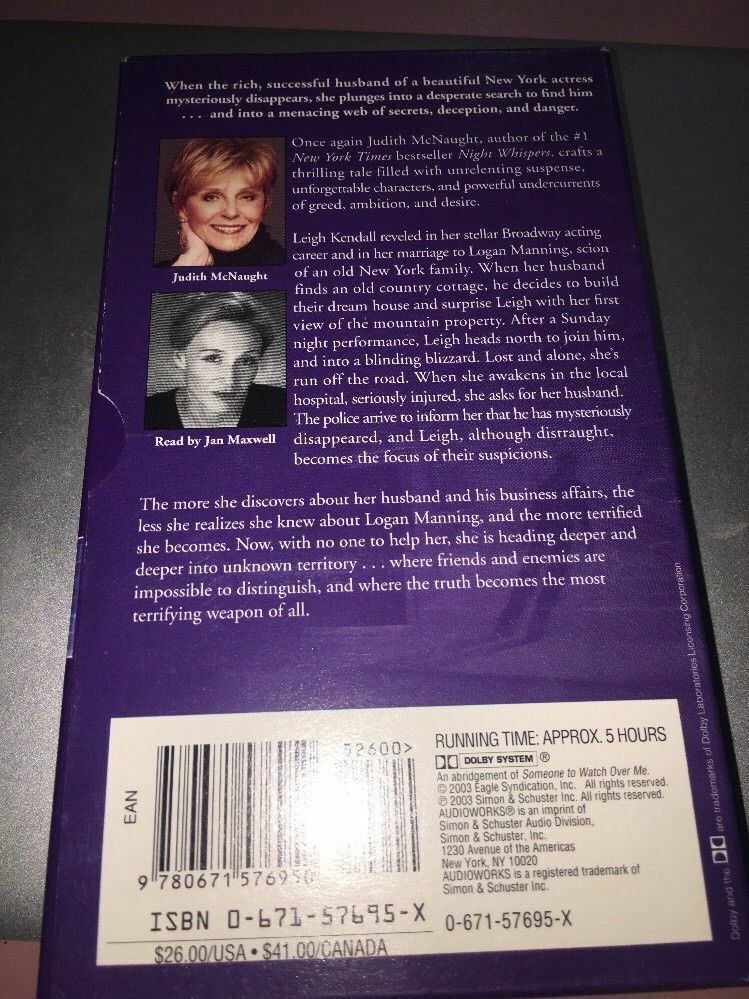 When the rich, successful husband of a beautiful New York actress
mysteriously disappears, she plunges into a desperate search to find him
. . . and into a menacing web of secrets, deception, and danger.
Once again Judith McNaught, author of the #1
New York Times bestseller Night Whispers, crafts a
thrilling tale filled with unrelenting suspense,
unforgettable characters, and powerful undercurrents
of greed, ambition, and desire.
Judith McNaught
Leigh Kendall reveled in her stellar Broadway acting
career and in her marriage to Logan Manning, scion
of an old New York family. When her husband
finds an old country cottage, he decides to build
their dream house and surprise Leigh with her first
view of the mountain property. After a Sunday
night performance, Leigh heads north to join him,
and into a blinding blizzard. Lost and alone, she's
run off the road. When she awakens in the local
hospital, seriously injured, she asks for her husband.
The police arrive to inform her that he has mysteriously
disappeared, and Leigh, although distraught,
becomes the focus of their suspicions.
Read by Jan Maxwell
The more she discovers about her husband and his business affairs, the
less she realizes she knew about Logan Manning, and the more terrified
she becomes. Now, with no one to help her, she is heading deeper and
deeper into unknown territory . . . where friends and enemies are
impossible to distinguish, and where the truth becomes the most
terrifying weapon of all.
EAN
52600>
9 780671 576950
ISBN 0-671-57695-X
$26.00/USA • $41.00/CANADA
RUNNING TIME: APPROX. 5 HOURS
DOLBY SYSTEM ®
An abridgement of Someone to Watch Over Me.
© 2003 Eagle Syndication, Inc. All rights reserved.
℗ 2003 Simon & Schuster Inc. All rights reserved.
AUDIOWORKS® is an imprint of
Simon & Schuster Audio Division,
Simon & Schuster, Inc.
1230 Avenue of the Americas
New York, NY 10020
AUDIOWORKS is a registered trademark of
Simon & Schuster Inc.
0-671-57695-X
Dolby and the are trademarks of Dolby Laboratories Licensing Corporation.